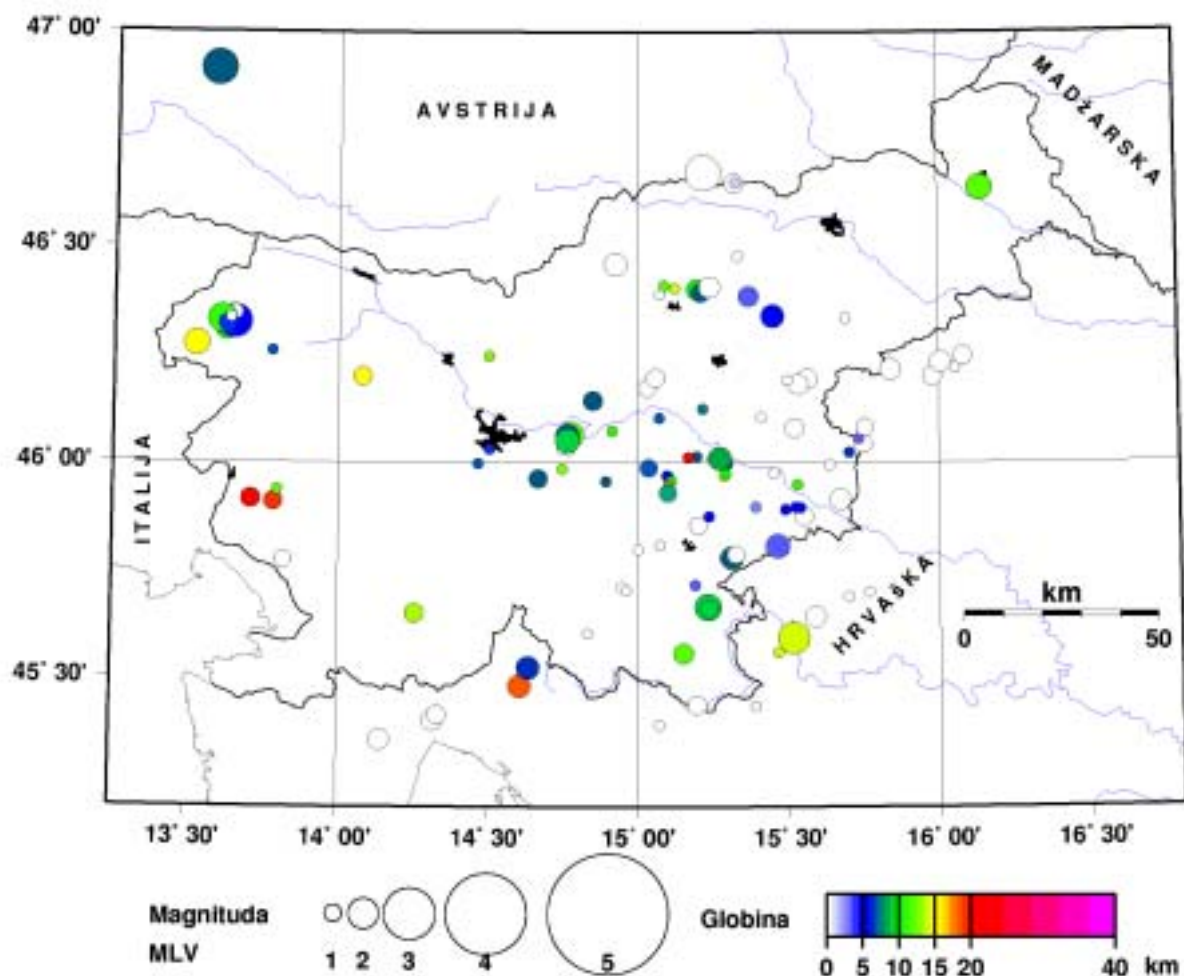 47° 00'
AVSTRIJA
MADŽARSKA
46° 30'
46° 00'
ITALIJA
HRVAšKA
km
0 50
45° 30'
13° 30' 14° 00' 14° 30' 15° 00' 15° 30' 16° 00' 16° 30'
Magnituda
MLV
1 2 3 4 5
Globina
0 5 10 15 20 40 km